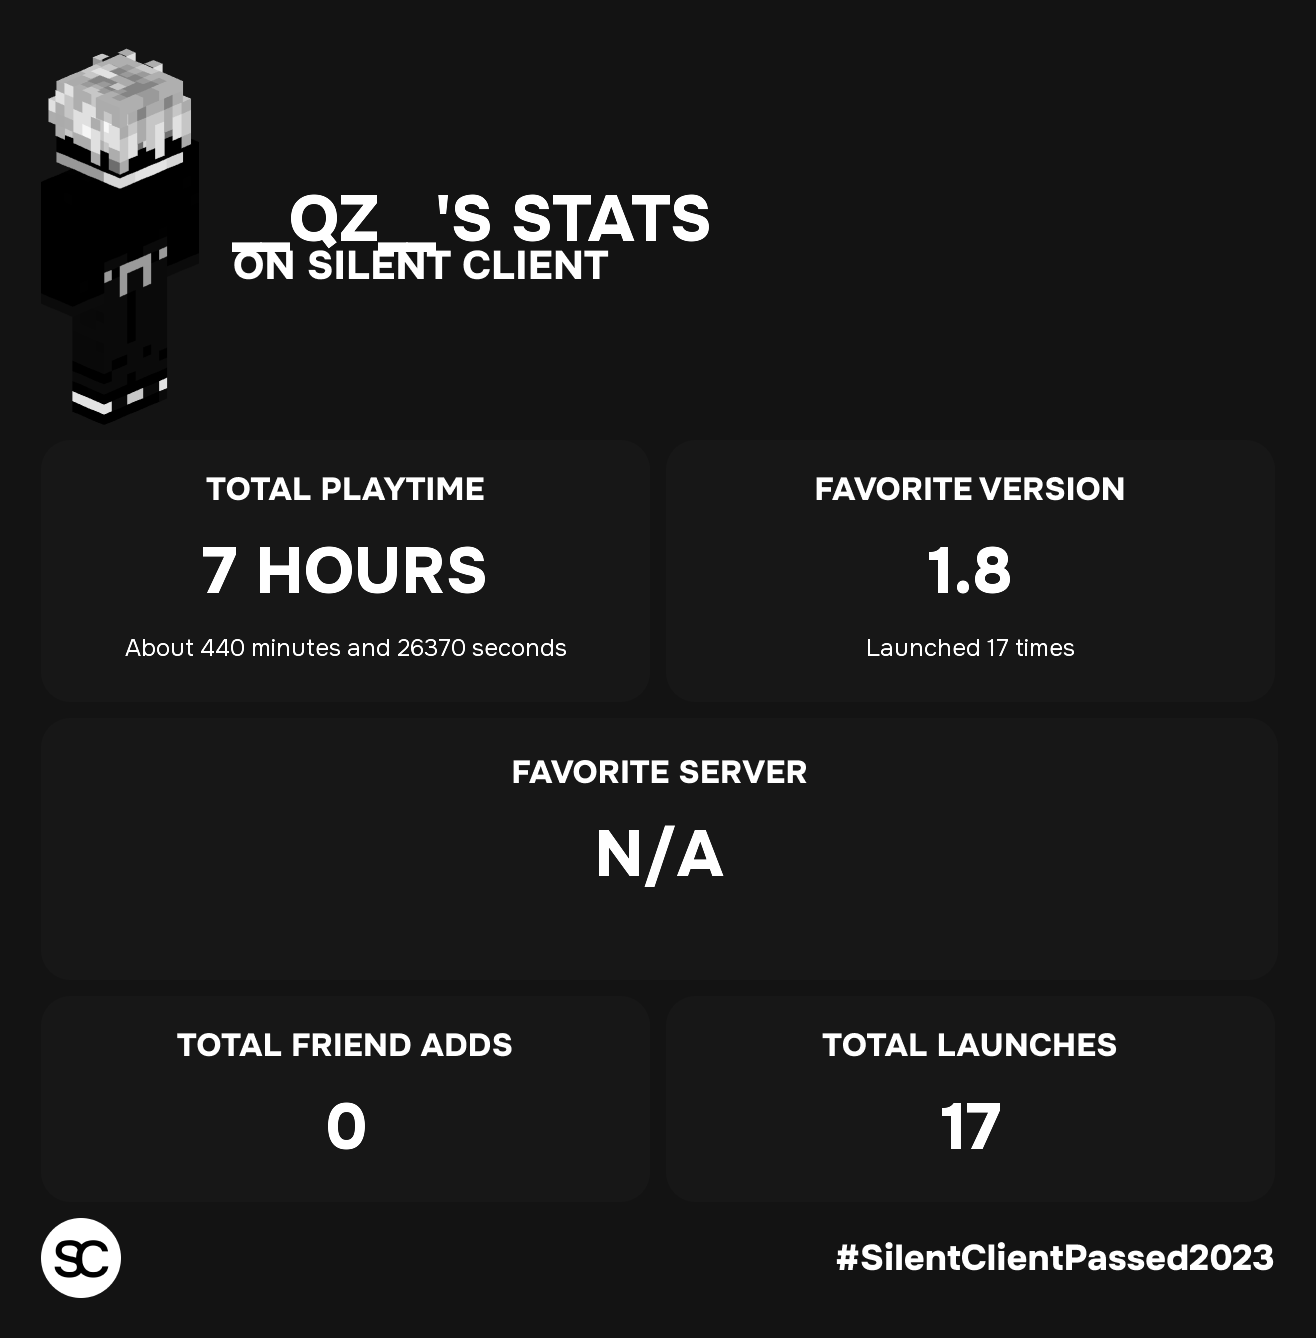 __QZ__'S STATS
ON SILENT CLIENT
TOTAL PLAYTIME
7 HOURS
About 440 minutes and 26370 seconds
FAVORITE VERSION
1.8
Launched 17 times
FAVORITE SERVER
N/A
TOTAL FRIEND ADDS
0
TOTAL LAUNCHES
17
SC
#SilentClientPassed2023